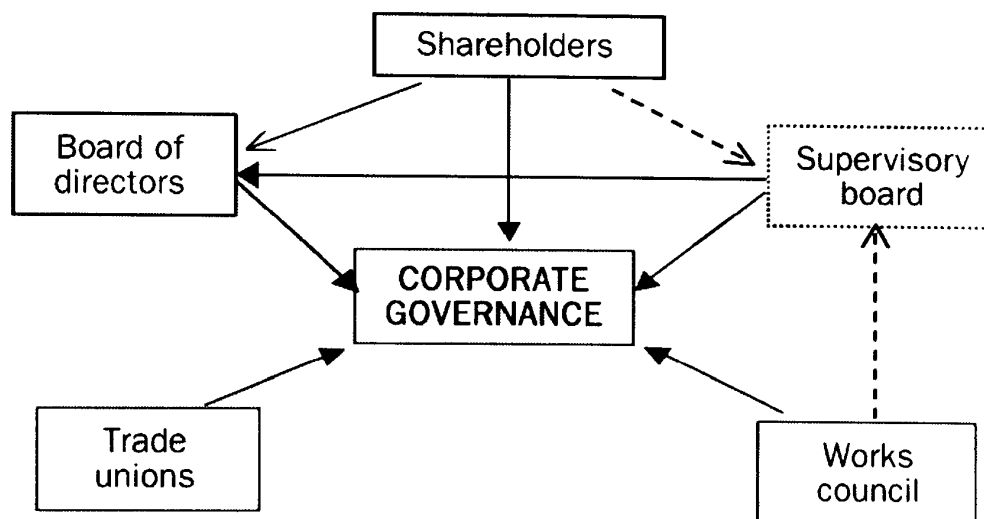 Shareholders
Board of
directors
Supervisory
board
CORPORATE
GOVERNANCE
Trade
unions
Works
council